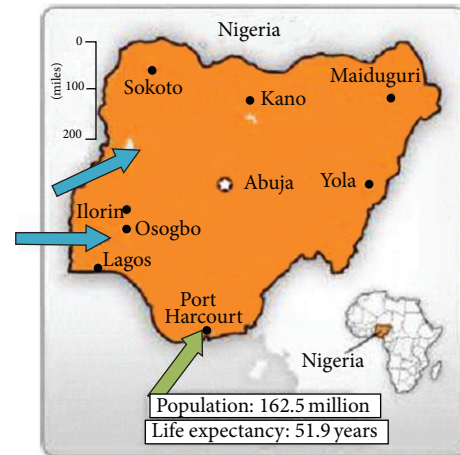 Nigeria
0
(miles)
100
200
Sokoto
Kano
Maiduguri
Abuja
Yola
Ilorin
Osogbo
Lagos
Port
Harcourt
Nigeria
Population: 162.5 million
Life expectancy: 51.9 years